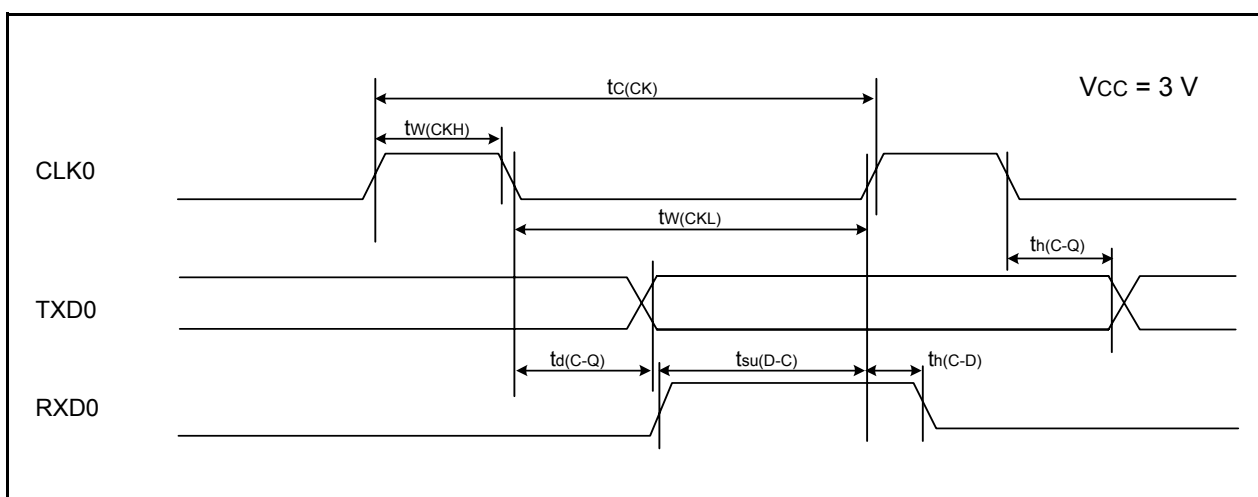 tC(CK)
VCC = 3 V
tW(CKH)
CLK0
tW(CKL)
th(C-Q)
TXD0
td(C-Q)
tsu(D-C)
th(C-D)
RXD0